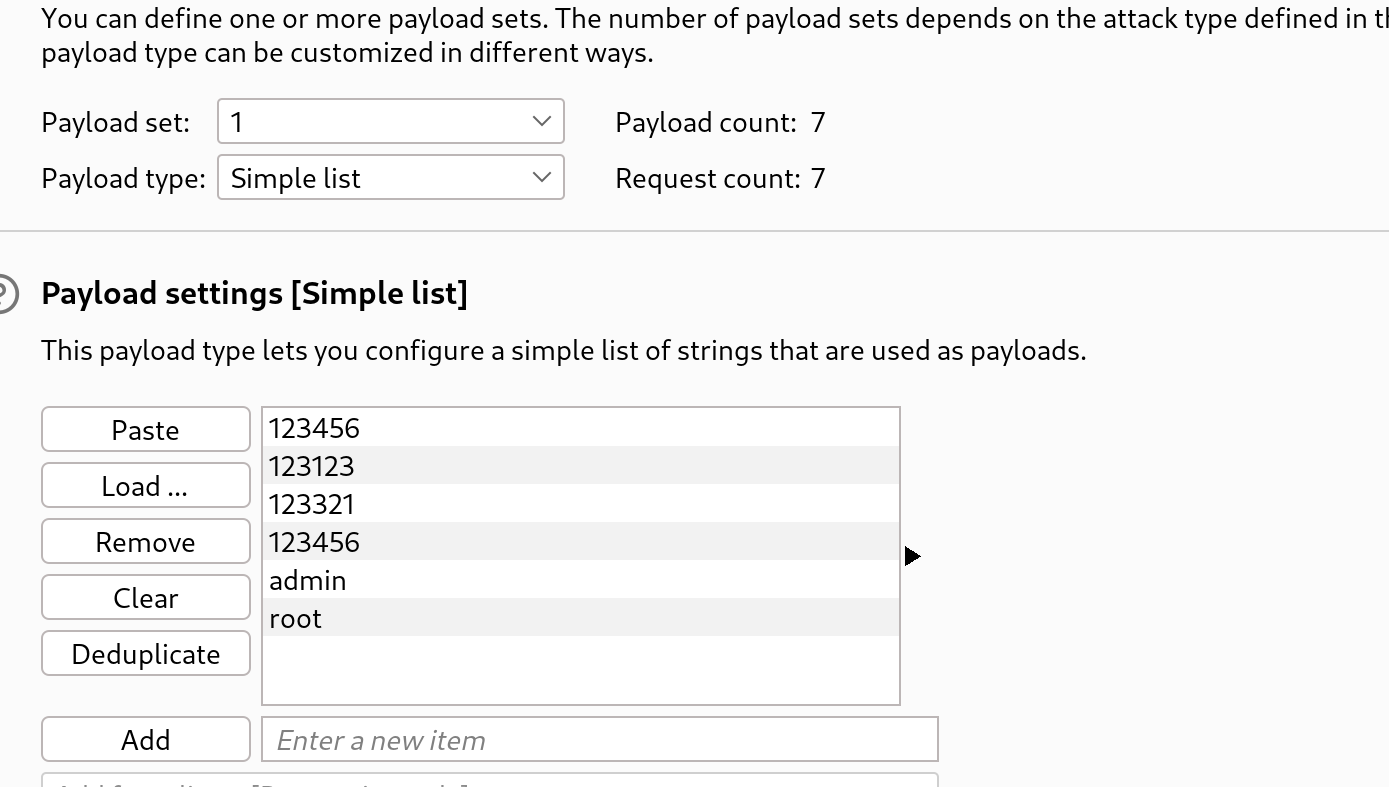 You can define one or more payload sets. The number of payload sets depends on the attack type defined in
payload type can be customized in different ways.
Payload set: 1 Payload count: 7
Payload type: Simple list Request count: 7
Payload settings [Simple list]
This payload type lets you configure a simple list of strings that are used as payloads.
Paste
Load ...
Remove
Clear
Deduplicate
123456
123123
123321
123456
admin
root
Add Enter a new item